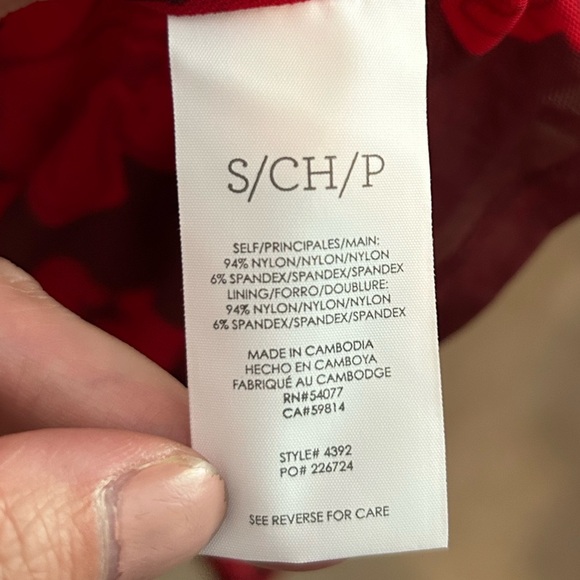 S/CH/P
SELF/PRINCIPALES/MAIN:
94% NYLON/NYLON/NYLON
6% SPANDEX/SPANDEX/SPANDEX
LINING/FORRO/DOUBLURE:
94% NYLON/NYLON/NYLON
6% SPANDEX/SPANDEX/SPANDEX
MADE IN CAMBODIA
HECHO EN CAMBOYA
FABRIQUÉ AU CAMBODGE
RN#54077
CA#59814
STYLE# 4392
PO# 226724
SEE REVERSE FOR CARE